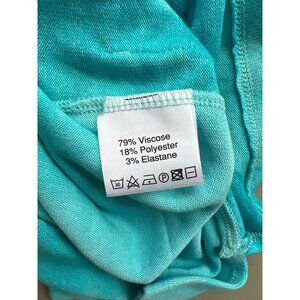 79% Viscose
18% Polyester
3% Elastane